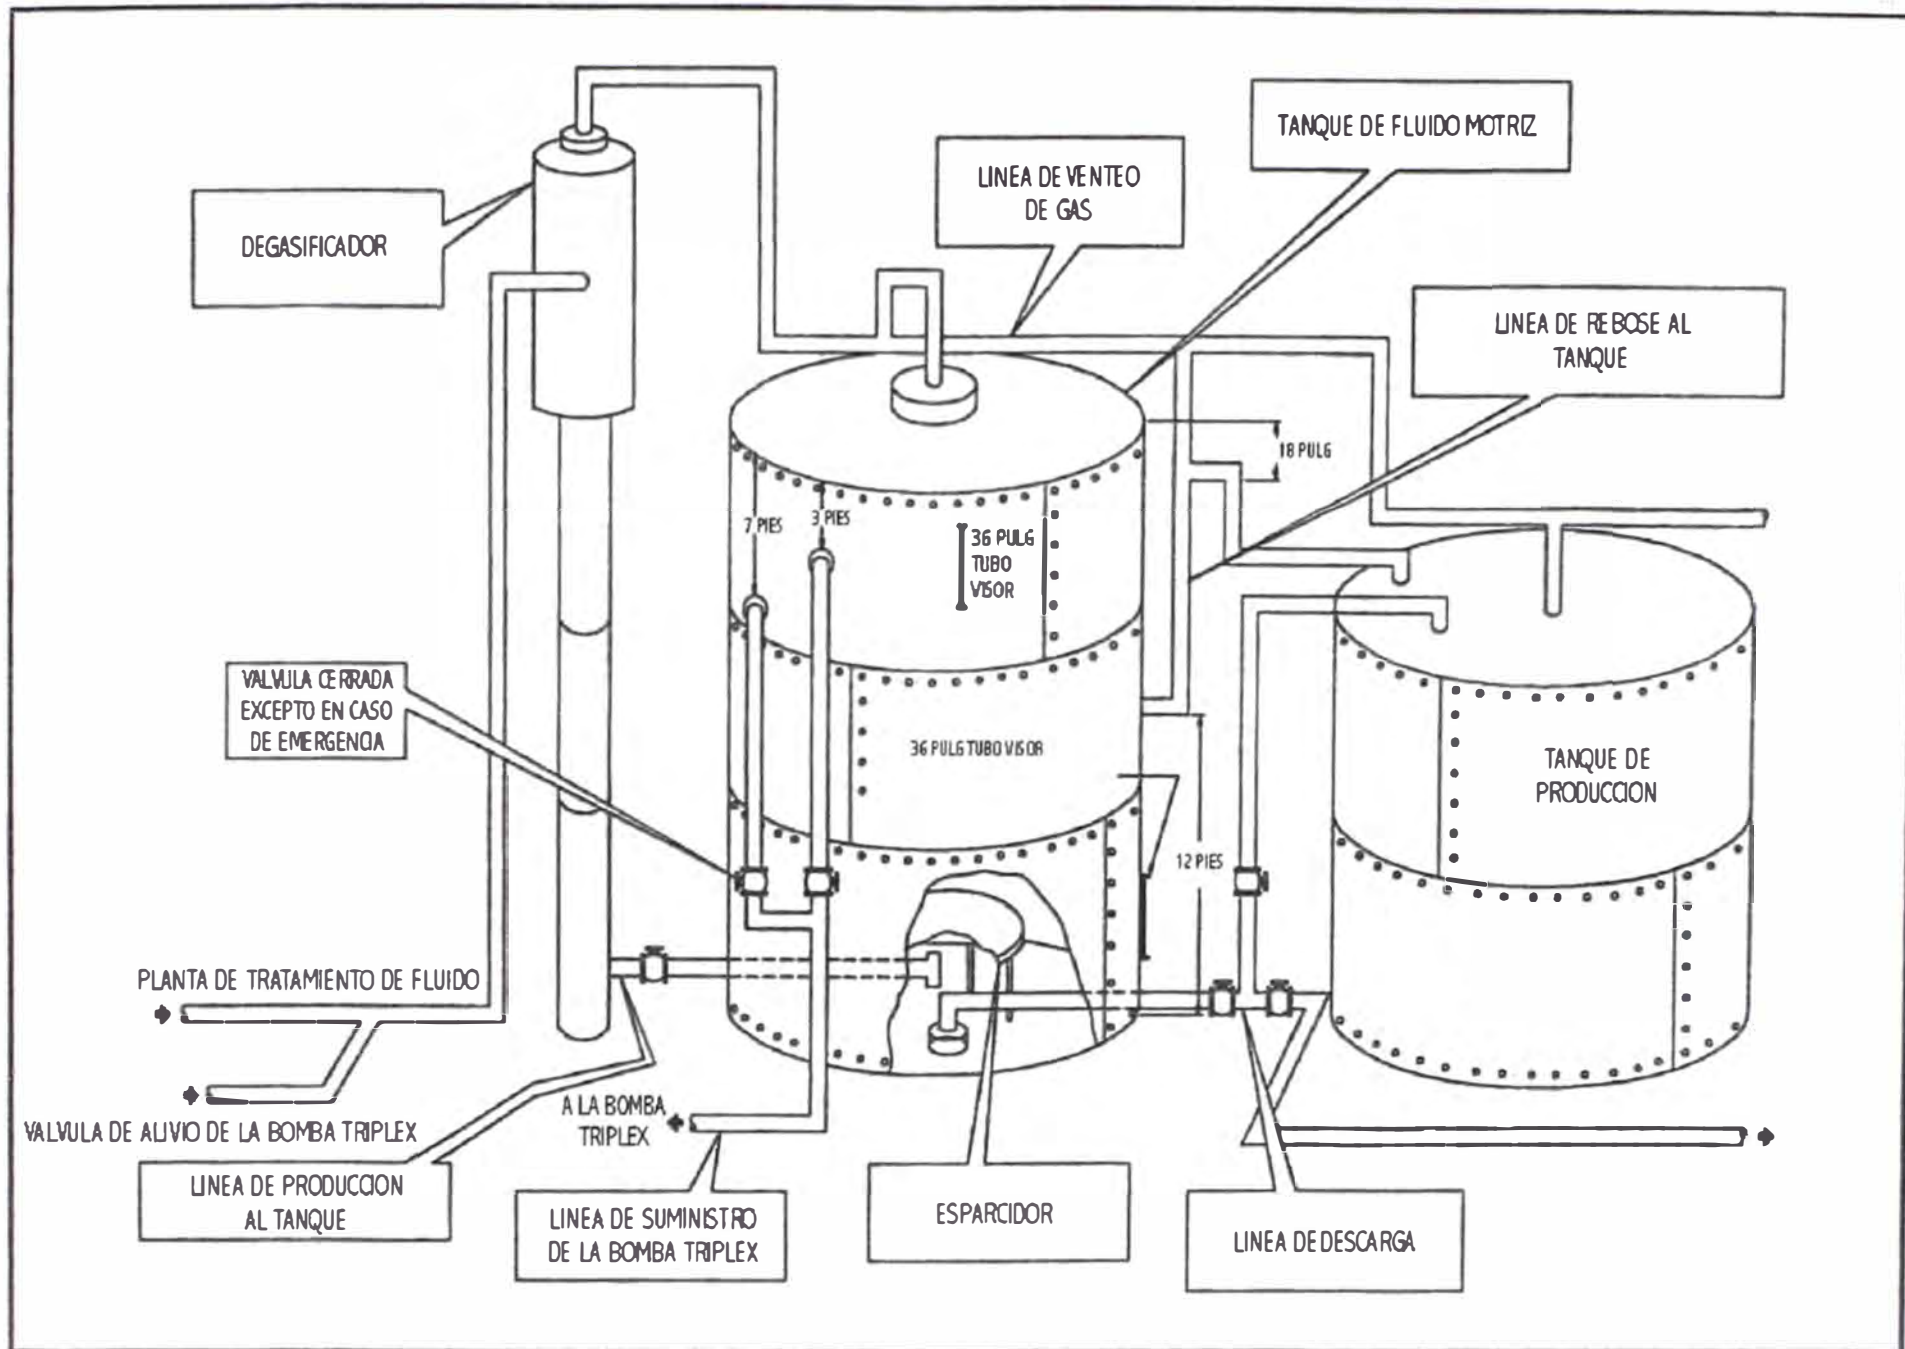 TANQUE DE FLUIDO MOTRIZ
LINEA DE VENTEO
DE GAS
DEGASIFICADOR
LINEA DE REBOSE AL
TANQUE
18 PULG
7 PIES
3 PIES
36 PULG
TUBO
VISOR
VALVULA CERRADA
EXCEPTO EN CASO
DE EMERGENCIA
36 PULG TUBO VISOR
TANQUE DE
PRODUCCION
12 PIES
PLANTA DE TRATAMIENTO DE FLUIDO
VALVULA DE ALIVIO DE LA BOMBA TRIPLEX
A LA BOMBA
TRIPLEX
LINEA DE PRODUCCION
AL TANQUE
LINEA DE SUMINISTRO
DE LA BOMBA TRIPLEX
ESPARCIDOR
LINEA DE DESCARGA